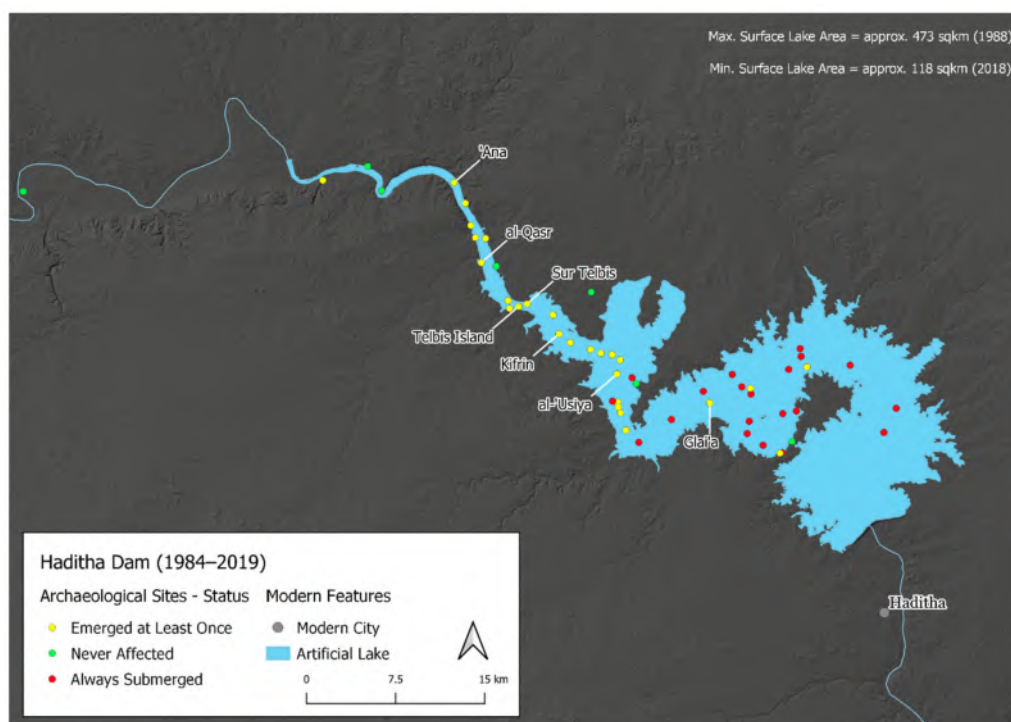 Max. Surface Lake Area = approx. 473 sqkm (1988)
Min. Surface Lake Area = approx. 118 sqkm (2018)
'Ana
al-Qasr
Sur Telbis
Telbis Island
Kifrin
al-'Usiya
Glai'a
Haditha
Haditha Dam (1984–2019)
Archaeological Sites - Status
Modern Features
Emerged at Least Once
Modern City
Never Affected
Artificial Lake
Always Submerged
0 7.5 15 km